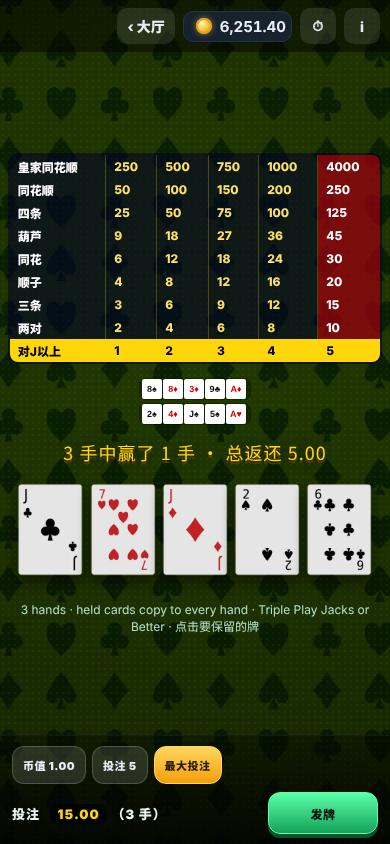 ‹ 大厅 6,251.40 ⏱ i
皇家同花顺 250 500 750 1000 4000
同花顺 50 100 150 200 250
四条 25 50 75 100 125
葫芦 9 18 27 36 45
同花 6 12 18 24 30
顺子 4 8 12 16 20
三条 3 6 9 12 15
两对 2 4 6 8 10
对J以上 1 2 3 4 5
8♠ 8♦ 3♦ 9♣ A♦
2♠ 4♦ J♠ 5♠ A♥
3 手中赢了 1 手 · 总返还 5.00
J♣ 7♥ J♦ 2♠ 6♣
3 hands · held cards copy to every hand · Triple Play Jacks or
Better · 点击要保留的牌
币值 1.00 投注 5 最大投注
投注 15.00 （3 手） 发牌